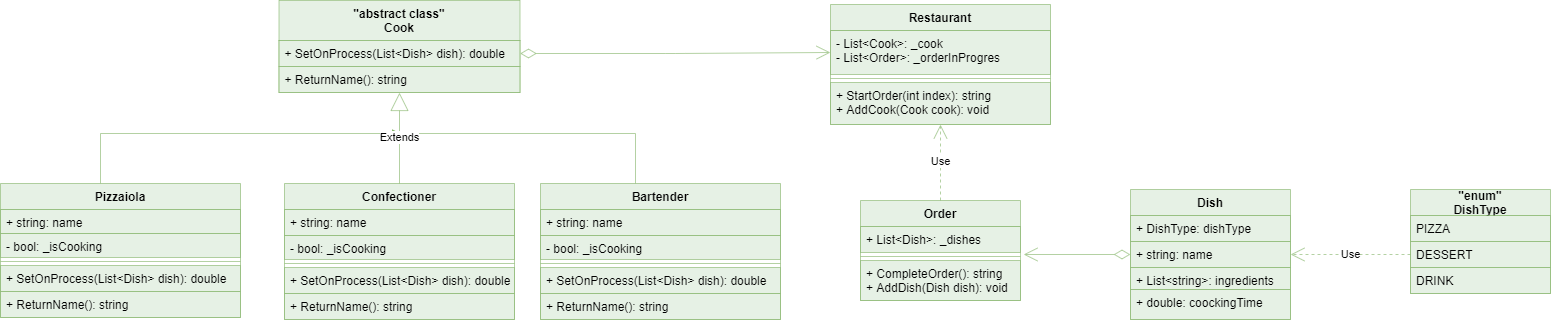 "abstract class"
Cook
+ SetOnProcess(List<Dish> dish): double
+ ReturnName(): string
Restaurant
- List<Cook>: _cook
- List<Order>: _orderInProgres
+ StartOrder(int index): string
+ AddCook(Cook cook): void
Extends
Use
Pizzaiola
+ string: name
- bool: _isCooking
+ SetOnProcess(List<Dish> dish): double
+ ReturnName(): string
Confectioner
+ string: name
- bool: _isCooking
+ SetOnProcess(List<Dish> dish): double
+ ReturnName(): string
Bartender
+ string: name
- bool: _isCooking
+ SetOnProcess(List<Dish> dish): double
+ ReturnName(): string
Order
+ List<Dish>: _dishes
+ CompleteOrder(): string
+ AddDish(Dish dish): void
Dish
+ DishType: dishType
+ string: name
+ List<string>: ingredients
+ double: coockingTime
Use
"enum"
DishType
PIZZA
DESSERT
DRINK